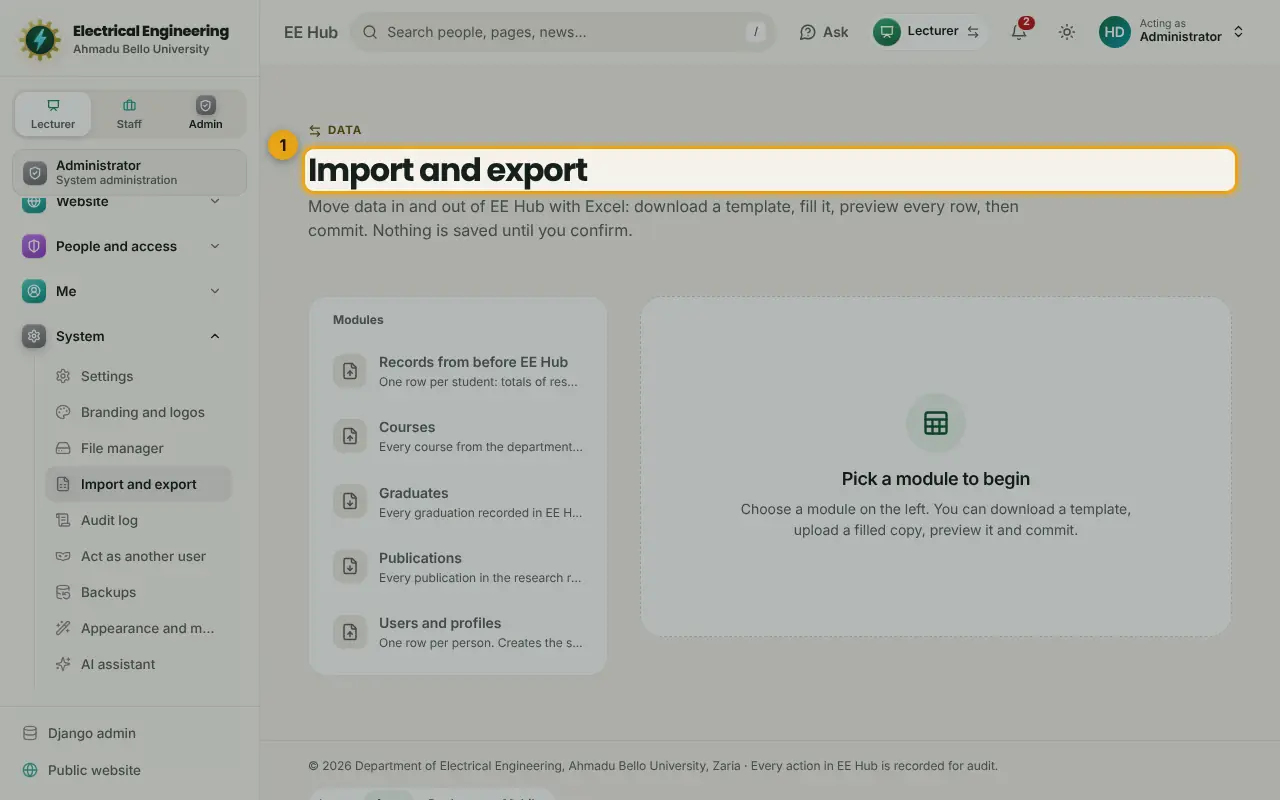 Electrical Engineering
Ahmadu Bello University
EE Hub
Search people, pages, news...
/
Ask
Lecturer
2
HD
Acting as
Administrator
Lecturer
Staff
Admin
Administrator
System administration
Website
People and access
Me
System
Settings
Branding and logos
File manager
Import and export
Audit log
Act as another user
Backups
Appearance and m...
AI assistant
Django admin
Public website
DATA
1
Import and export
Move data in and out of EE Hub with Excel: download a template, fill it, preview every row, then
commit. Nothing is saved until you confirm.
Modules
Records from before EE Hub
One row per student: totals of res...
Courses
Every course from the department...
Graduates
Every graduation recorded in EE H...
Publications
Every publication in the research r...
Users and profiles
One row per person. Creates the s...
Pick a module to begin
Choose a module on the left. You can download a template,
upload a filled copy, preview it and commit.
© 2026 Department of Electrical Engineering, Ahmadu Bello University, Zaria · Every action in EE Hub is recorded for audit.